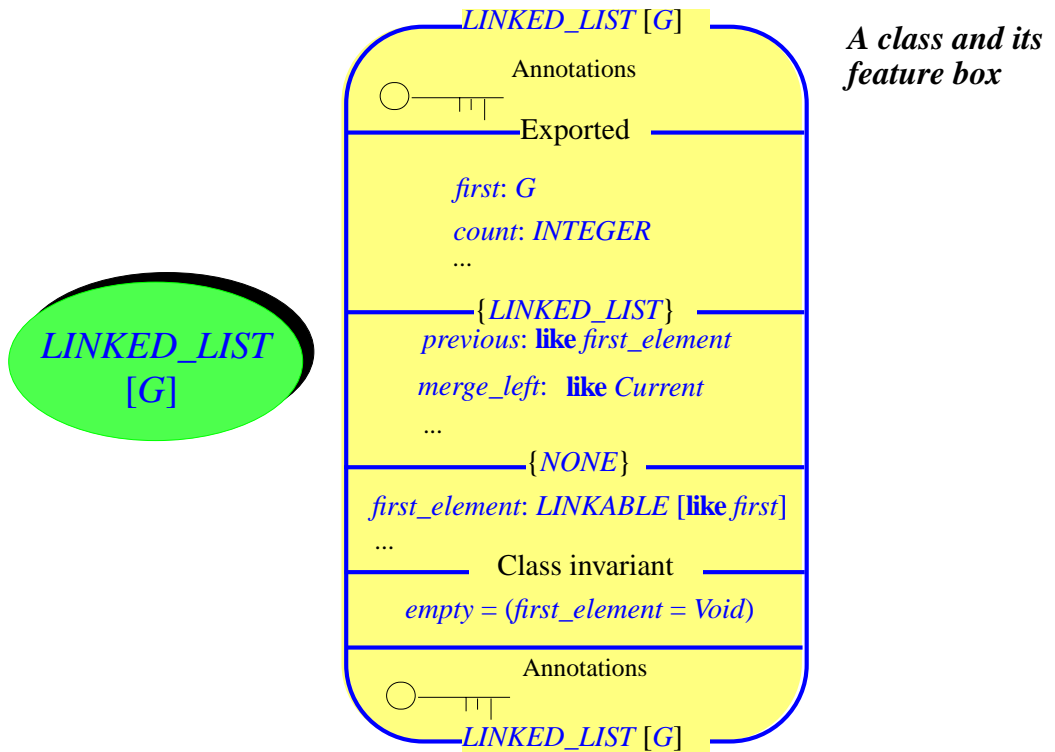 LINKED_LIST [G]
A class and its
feature box
Annotations
Exported
first: G
count: INTEGER
...
{LINKED_LIST}
previous: like first_element
merge_left: like Current
...
LINKED_LIST
[G]
{NONE}
first_element: LINKABLE [like first]
...
Class invariant
empty = (first_element = Void)
Annotations
LINKED_LIST [G]